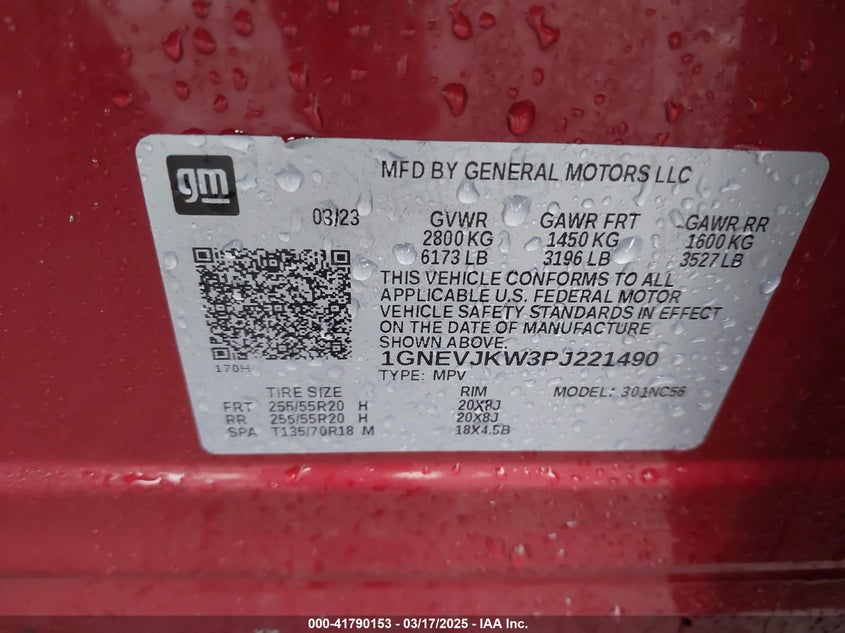 gm
MFD BY GENERAL MOTORS LLC
03/23 GVWR GAWR FRT GAWR RR
2800 KG 1450 KG 1600 KG
6173 LB 3196 LB 3527 LB
THIS VEHICLE CONFORMS TO ALL
APPLICABLE U.S. FEDERAL MOTOR
VEHICLE SAFETY STANDARDS IN EFFECT
ON THE DATE OF MANUFACTURE
SHOWN ABOVE.
1GNEVJKW3PJ221490
170H
TYPE: MPV MODEL: 301NC56
TIRE SIZE RIM
FRT 255/55R20 H 20X8J
RR 255/55R20 H 20X8J
SPA T135/70R18 M 18X4.5B
000-41790153 — 03/17/2025 — IAA Inc.